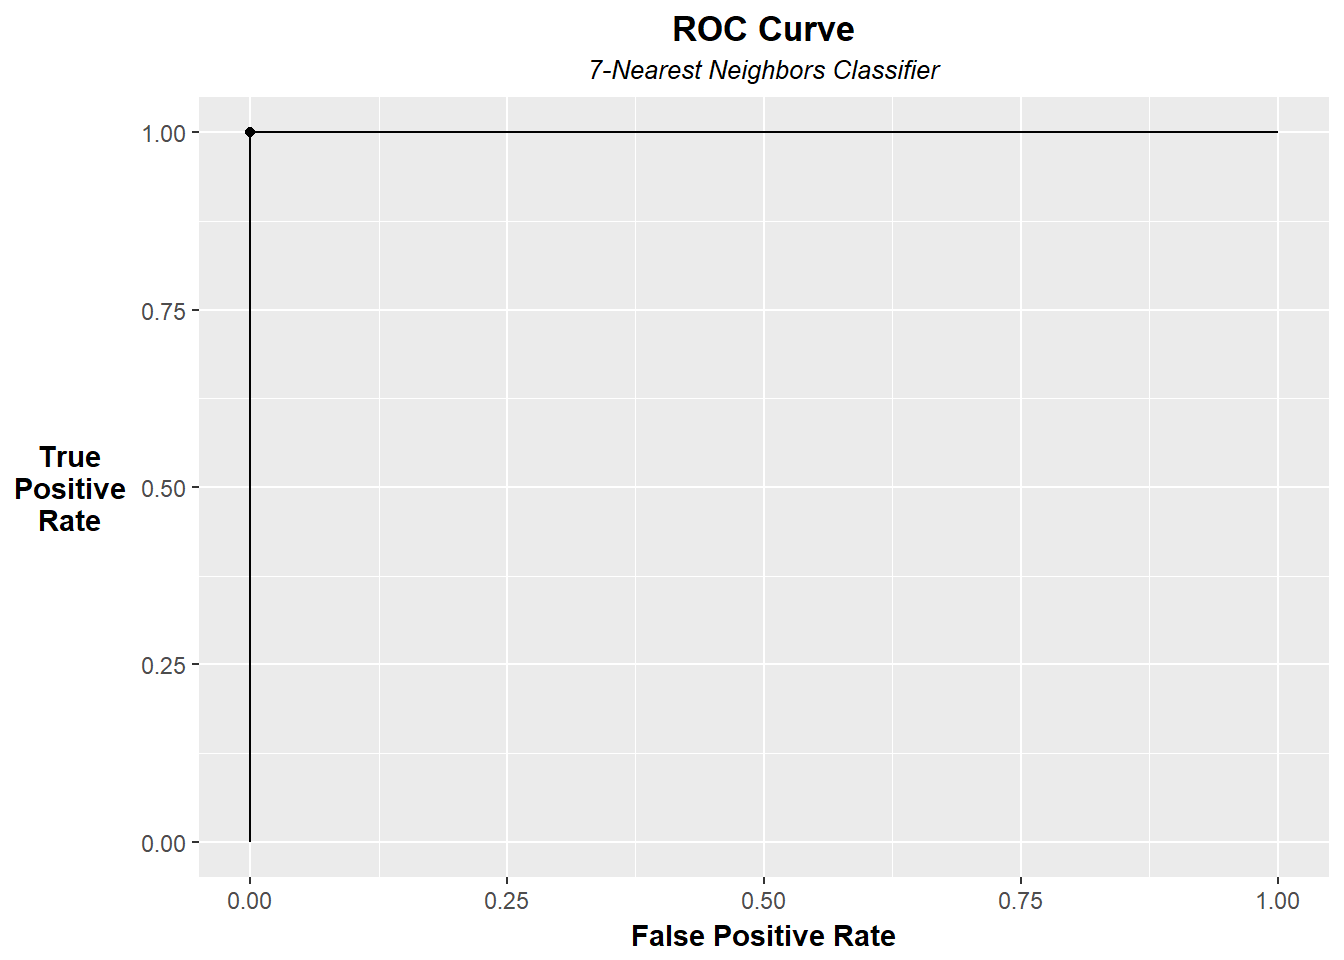 ROC Curve
7-Nearest Neighbors Classifier
1.00
0.75
0.50
0.25
0.00
True
Positive
Rate
0.00 0.25 0.50 0.75 1.00
False Positive Rate